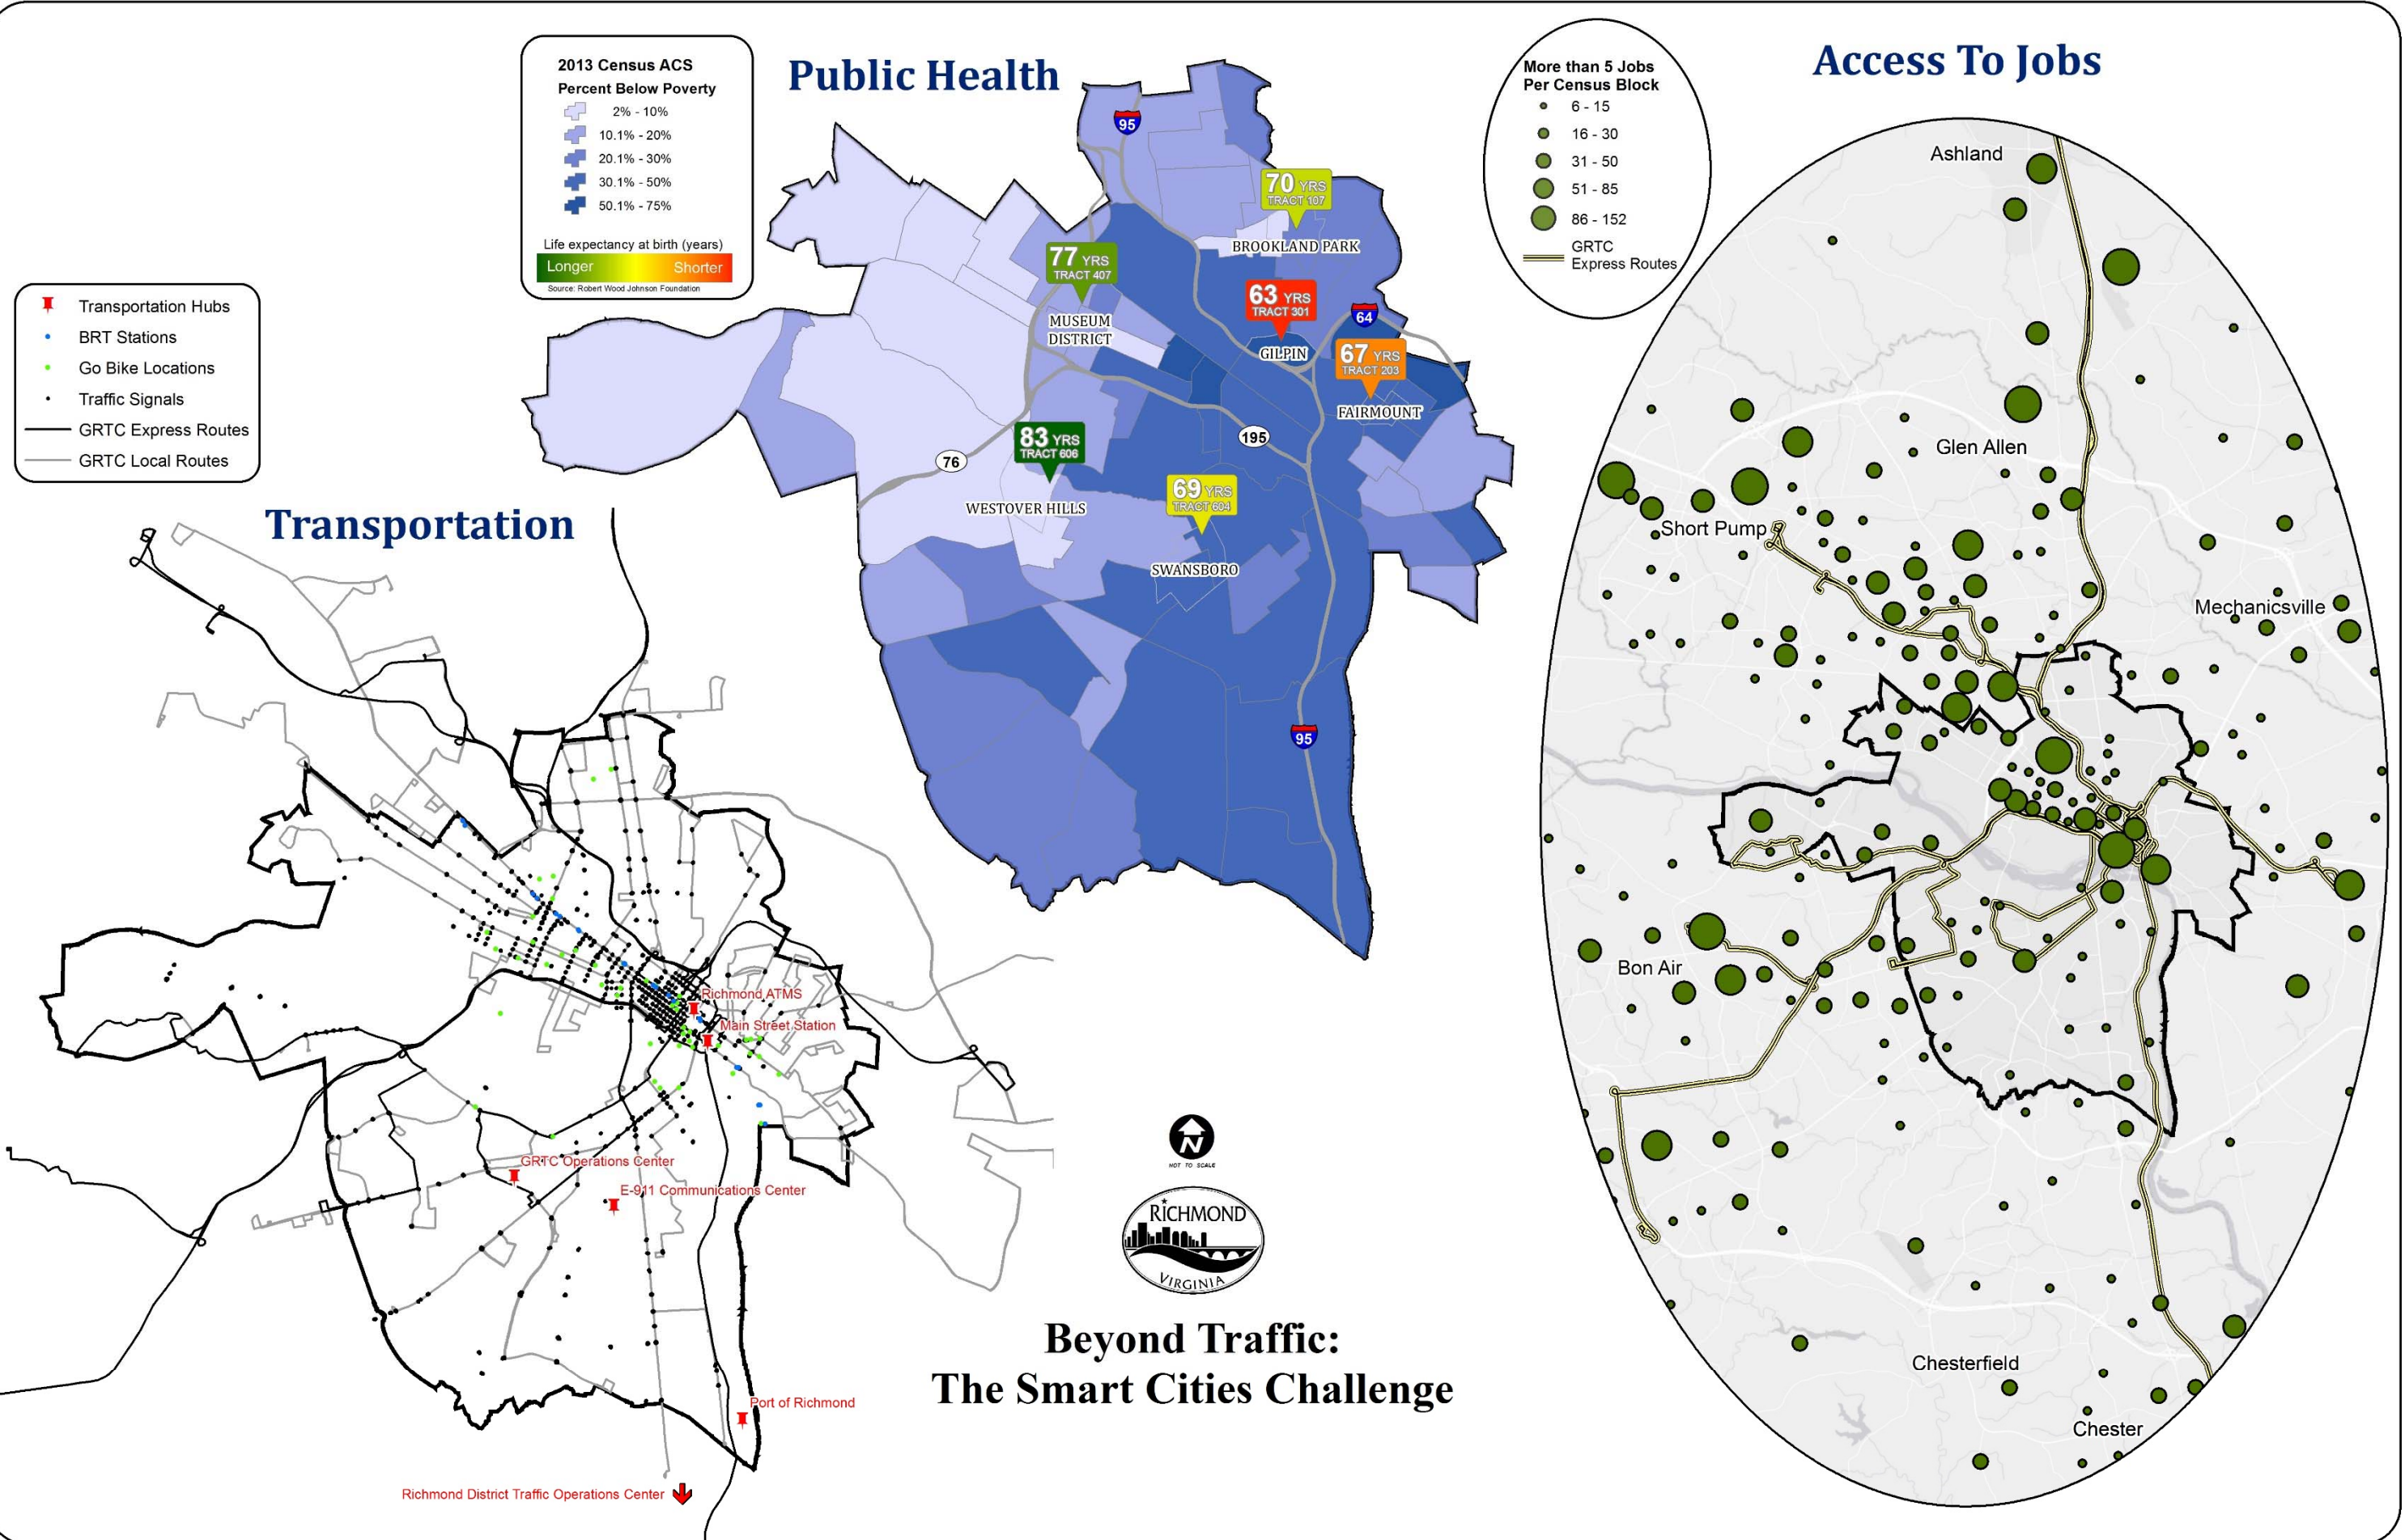 2013 Census ACS
Percent Below Poverty
2% - 10%
10.1% - 20%
20.1% - 30%
30.1% - 50%
50.1% - 75%
Life expectancy at birth (years)
Longer Shorter
Source: Robert Wood Johnson Foundation
Public Health
95
70 YRS
TRACT 107
BROOKLAND PARK
77 YRS
TRACT 407
MUSEUM
DISTRICT
63 YRS
TRACT 301
GILPIN
64
67 YRS
TRACT 203
FAIRMOUNT
83 YRS
TRACT 606
WESTOVER HILLS
76
195
69 YRS
TRACT 604
SWANSBORO
95
More than 5 Jobs
Per Census Block
6 - 15
16 - 30
31 - 50
51 - 85
86 - 152
GRTC
Express Routes
Access To Jobs
Ashland
Glen Allen
Short Pump
Mechanicsville
Bon Air
Chesterfield
Chester
Transportation Hubs
BRT Stations
Go Bike Locations
Traffic Signals
GRTC Express Routes
GRTC Local Routes
Transportation
Richmond ATMS
Main Street Station
GRTC Operations Center
E-911 Communications Center
Port of Richmond
Richmond District Traffic Operations Center
N
NOT TO SCALE
RICHMOND
VIRGINIA
Beyond Traffic:
The Smart Cities Challenge